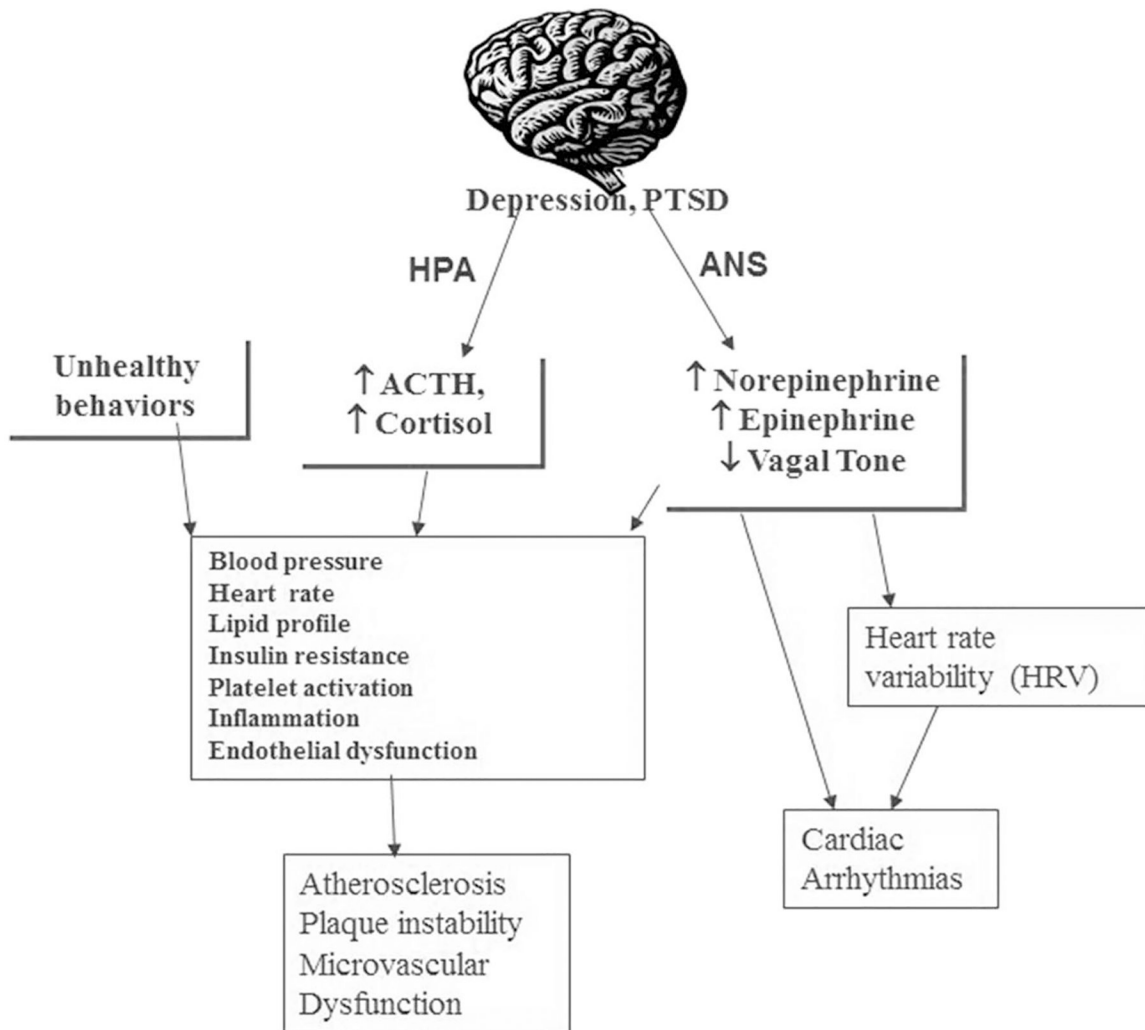 Depression, PTSD
HPA
ANS
Unhealthy
behaviors
↑ ACTH,
↑ Cortisol
↑ Norepinephrine
↑ Epinephrine
↓ Vagal Tone
Blood pressure
Heart rate
Lipid profile
Insulin resistance
Platelet activation
Inflammation
Endothelial dysfunction
Heart rate
variability (HRV)
Cardiac
Arrhythmias
Atherosclerosis
Plaque instability
Microvascular
Dysfunction